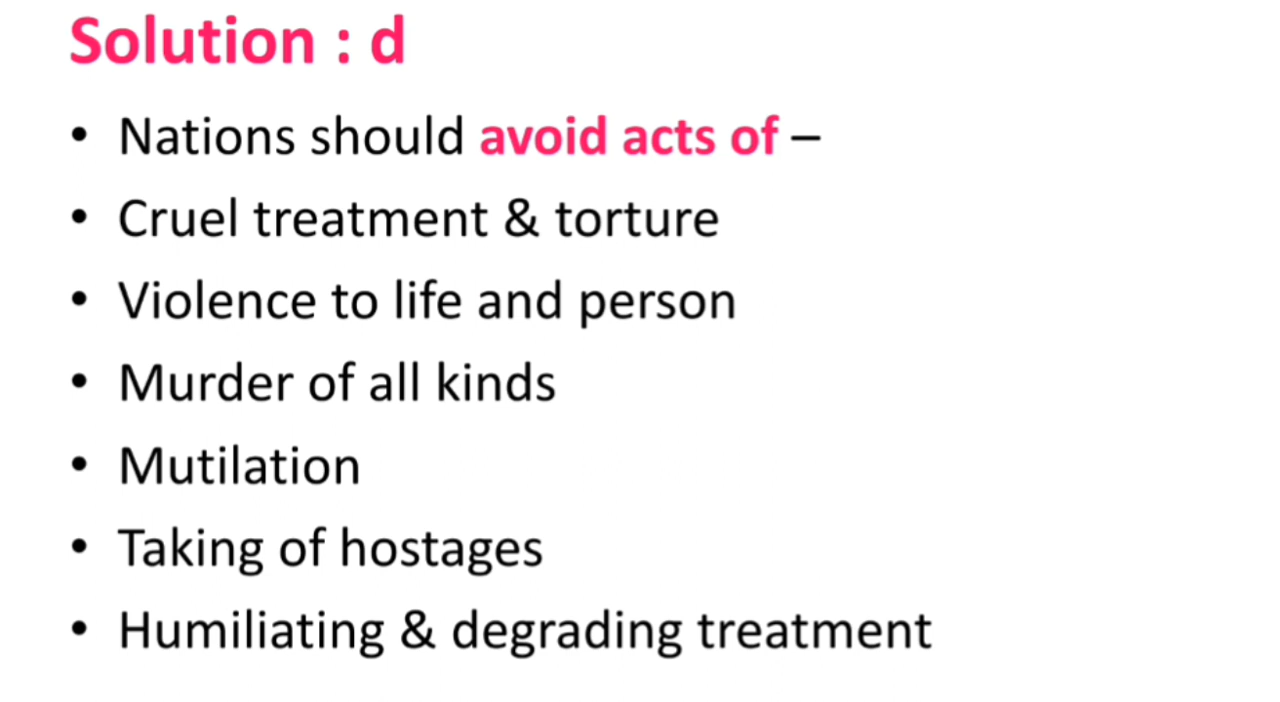 Solution : d
• Nations should avoid acts of –
• Cruel treatment & torture
• Violence to life and person
• Murder of all kinds
• Mutilation
• Taking of hostages
• Humiliating & degrading treatment